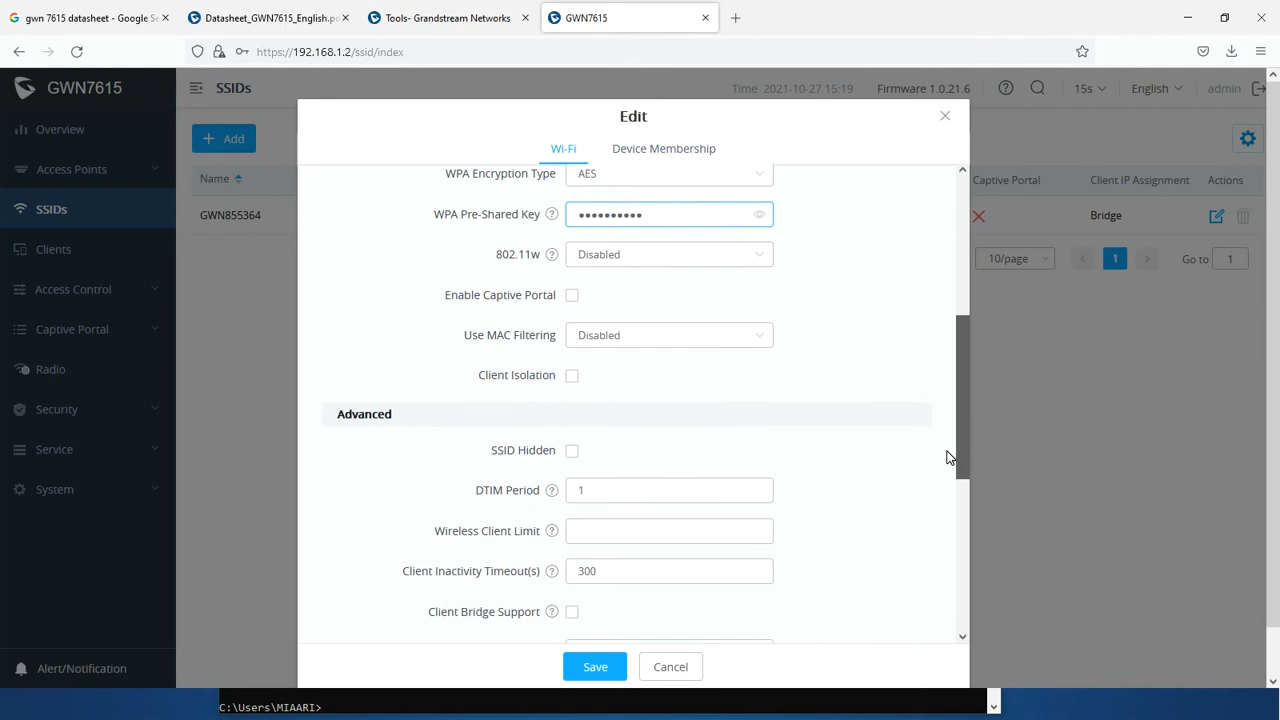 gwn 7615 datasheet - Google Se
Datasheet_GWN7615_English.pd
Tools- Grandstream Networks
GWN7615
https://192.168.1.2/ssid/index
GWN7615
SSIDs
Time 2021-10-27 15:19
Firmware 1.0.21.6
15s
English
admin
Overview
Access Points
SSIDs
Clients
Access Control
Captive Portal
Radio
Security
Service
System
Alert/Notification
Add
Name
GWN855364
Captive Portal
Client IP Assignment
Actions
Bridge
10/page
1
Go to
1
Edit
Wi-Fi
Device Membership
WPA Encryption Type
AES
WPA Pre-Shared Key ?
••••••••••
802.11w ?
Disabled
Enable Captive Portal
Use MAC Filtering
Disabled
Client Isolation
Advanced
SSID Hidden
DTIM Period ?
1
Wireless Client Limit ?
Client Inactivity Timeout(s) ?
300
Client Bridge Support ?
Save
Cancel
C:\Users\MIAARI>